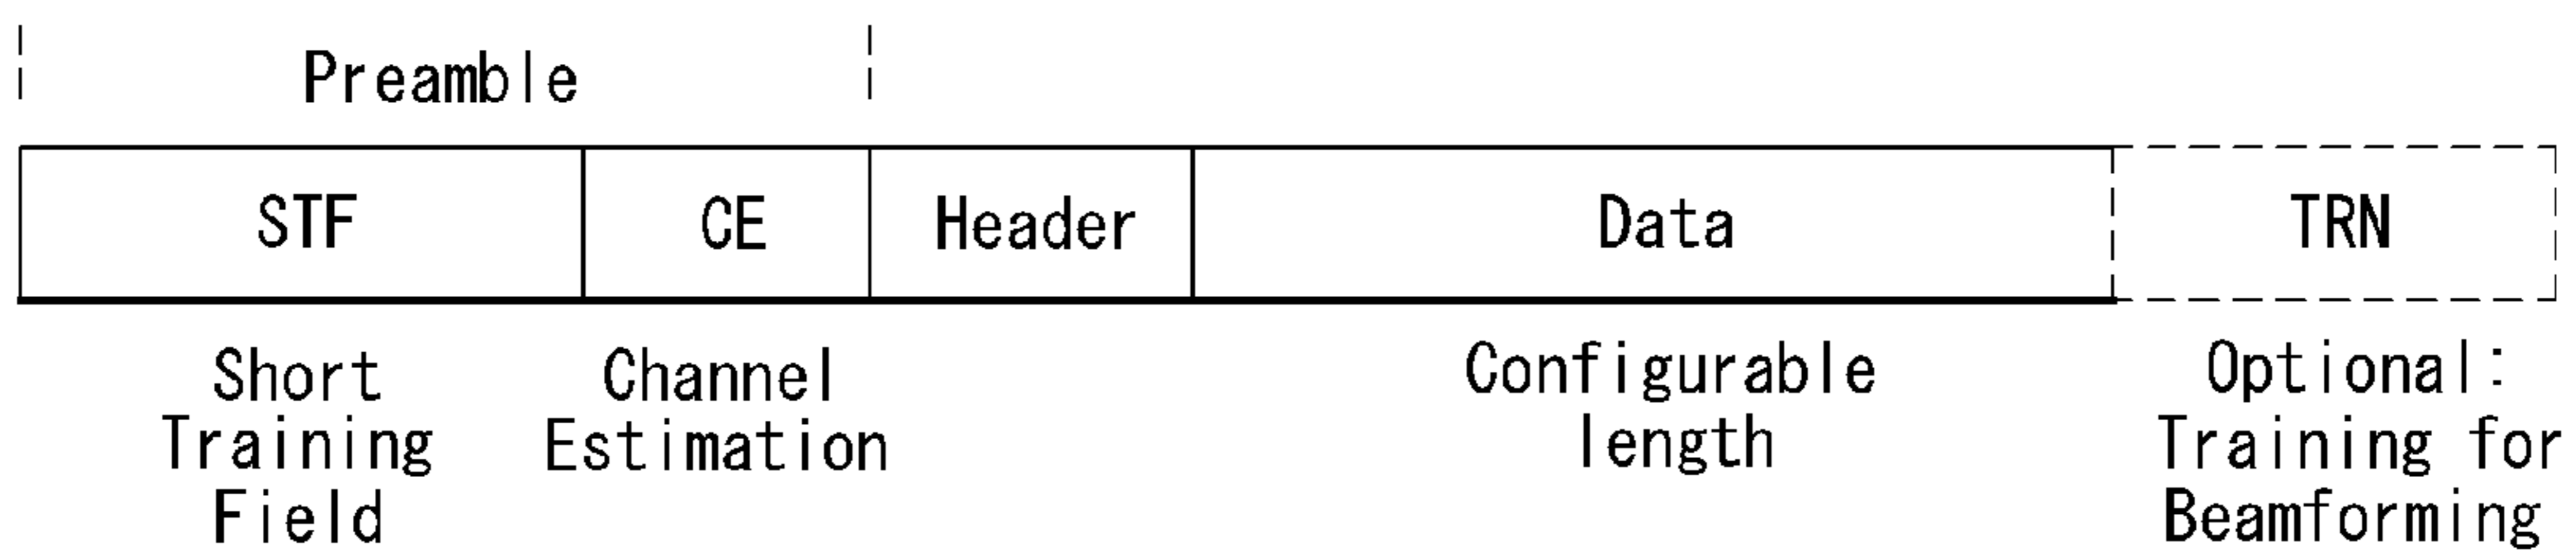 Preamble
STF CE Header Data TRN
Short
Training
Field
Channel
Estimation
Configurable
length
Optional:
Training for
Beamforming